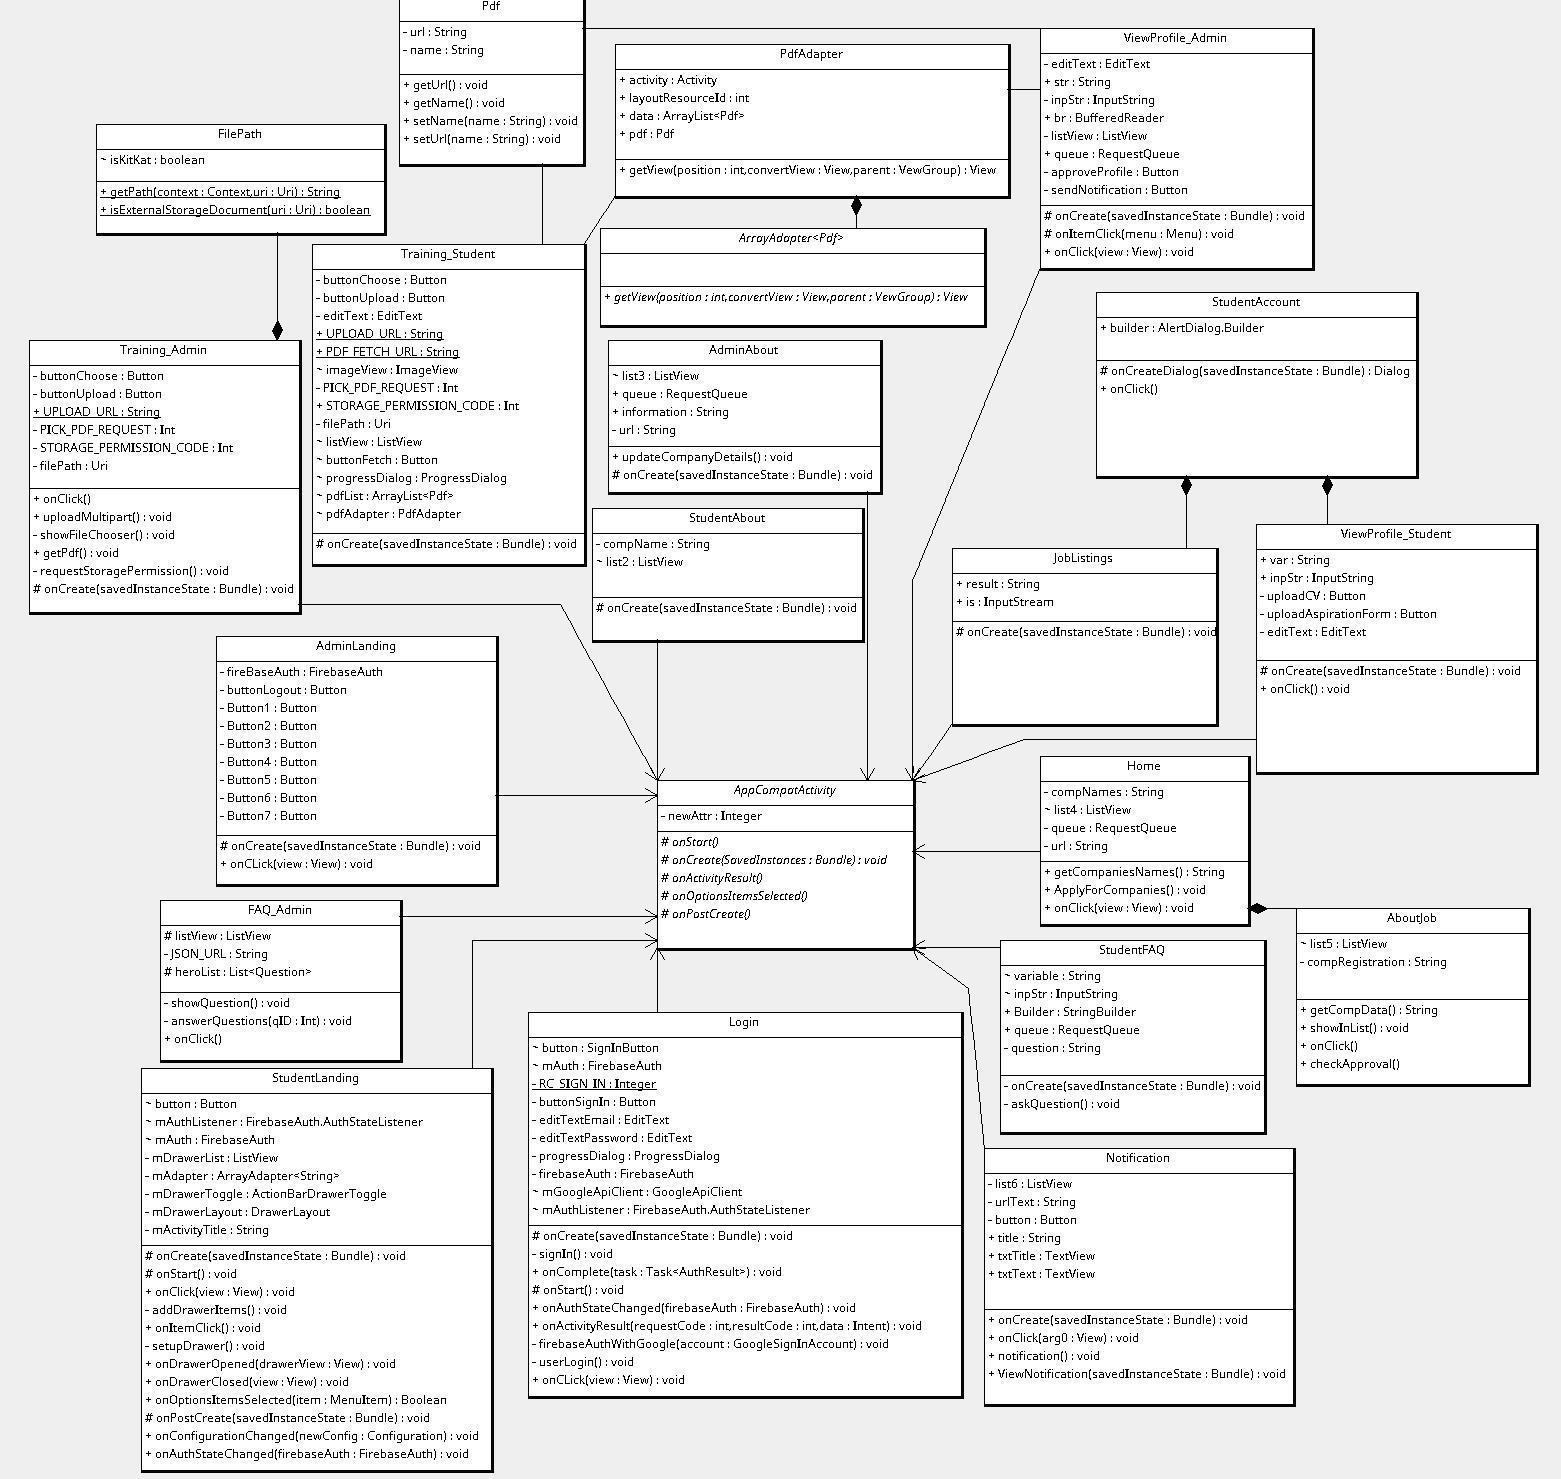 Pdf
- url : String
- name : String
+ getUrl() : void
+ getName() : void
+ setName(name : String) : void
+ setUrl(name : String) : void
PdfAdapter
+ activity : Activity
+ layoutResourceId : int
+ data : ArrayList<Pdf>
+ pdf : Pdf
+ getView(position : int,convertView : View,parent : VewGroup) : View
ViewProfile_Admin
- editText : EditText
+ str : String
- inpStr : InputString
+ br : BufferedReader
- listView : ListView
+ queue : RequestQueue
- approveProfile : Button
- sendNotification : Button
# onCreate(savedInstanceState : Bundle) : void
# onItemClick(menu : Menu) : void
+ onClick(view : View) : void
FilePath
~ isKitKat : boolean
+ getPath(context : Context,uri : Uri) : String
+ isExternalStorageDocument(uri : Uri) : boolean
Training_Student
- buttonChoose : Button
- buttonUpload : Button
- editText : EditText
+ UPLOAD_URL : String
+ PDF_FETCH_URL : String
~ imageView : ImageView
- PICK_PDF_REQUEST : Int
+ STORAGE_PERMISSION_CODE : Int
- filePath : Uri
~ listView : ListView
~ buttonFetch : Button
~ progressDialog : ProgressDialog
~ pdfList : ArrayList<Pdf>
~ pdfAdapter : PdfAdapter
# onCreate(savedInstanceState : Bundle) : void
ArrayAdapter<Pdf>
+ getView(position : int,convertView : View,parent : VewGroup) : View
StudentAccount
+ builder : AlertDialog.Builder
# onCreateDialog(savedInstanceState : Bundle) : Dialog
+ onClick()
Training_Admin
- buttonChoose : Button
- buttonUpload : Button
+ UPLOAD_URL : String
- PICK_PDF_REQUEST : Int
- STORAGE_PERMISSION_CODE : Int
- filePath : Uri
+ onClick()
+ uploadMultipart() : void
- showFileChooser() : void
+ getPdf() : void
- requestStoragePermission() : void
# onCreate(savedInstanceState : Bundle) : void
AdminAbout
~ list3 : ListView
+ queue : RequestQueue
+ information : String
- url : String
+ updateCompanyDetails() : void
# onCreate(savedInstanceState : Bundle) : void
StudentAbout
- compName : String
~ list2 : ListView
# onCreate(savedInstanceState : Bundle) : void
JobListings
+ result : String
+ is : InputStream
# onCreate(savedInstanceState : Bundle) : void
ViewProfile_Student
+ var : String
+ inpStr : InputString
- uploadCV : Button
- uploadAspirationForm : Button
- editText : EditText
# onCreate(savedInstanceState : Bundle) : void
+ onClick() : void
AdminLanding
- fireBaseAuth : FirebaseAuth
- buttonLogout : Button
- Button1 : Button
- Button2 : Button
- Button3 : Button
- Button4 : Button
- Button5 : Button
- Button6 : Button
- Button7 : Button
# onCreate(savedInstanceState : Bundle) : void
+ onCLick(view : View) : void
AppCompatActivity
- newAttr : Integer
# onStart()
# onCreate(SavedInstances : Bundle) : void
# onActivityResult()
# onOptionsItemsSelected()
# onPostCreate()
Home
- compNames : String
~ list4 : ListView
- queue : RequestQueue
- url : String
+ getCompaniesNames() : String
+ ApplyForCompanies() : void
+ onClick(view : View) : void
FAQ_Admin
# listView : ListView
- JSON_URL : String
# heroList : List<Question>
- showQuestion() : void
- answerQuestions(qID : Int) : void
+ onClick()
AboutJob
~ list5 : ListView
- compRegistration : String
+ getCompData() : String
+ showInList() : void
+ onClick()
+ checkApproval()
StudentFAQ
~ variable : String
~ inpStr : InputString
+ Builder : StringBuilder
+ queue : RequestQueue
- question : String
- onCreate(savedInstanceState : Bundle) : void
- askQuestion() : void
Login
~ button : SignInButton
~ mAuth : FirebaseAuth
- RC_SIGN_IN : Integer
- buttonSignIn : Button
- editTextEmail : EditText
- editTextPassword : EditText
- progressDialog : ProgressDialog
- firebaseAuth : FirebaseAuth
~ mGoogleApiClient : GoogleApiClient
~ mAuthListener : FirebaseAuth.AuthStateListener
# onCreate(savedInstanceState : Bundle) : void
- signIn() : void
+ onComplete(task : Task<AuthResult>) : void
# onStart() : void
+ onAuthStateChanged(firebaseAuth : FirebaseAuth) : void
+ onActivityResult(requestCode : int,resultCode : int,data : Intent) : void
- firebaseAuthWithGoogle(account : GoogleSignInAccount) : void
- userLogin() : void
+ onCLick(view : View) : void
StudentLanding
~ button : Button
~ mAuthListener : FirebaseAuth.AuthStateListener
~ mAuth : FirebaseAuth
- mDrawerList : ListView
- mAdapter : ArrayAdapter<String>
- mDrawerToggle : ActionBarDrawerToggle
- mDrawerLayout : DrawerLayout
- mActivityTitle : String
# onCreate(savedInstanceState : Bundle) : void
# onStart() : void
+ onClick(view : View) : void
- addDrawerItems() : void
+ onItemClick() : void
- setupDrawer() : void
+ onDrawerOpened(drawerView : View) : void
+ onDrawerClosed(view : View) : void
+ onOptionsItemsSelected(item : MenuItem) : Boolean
# onPostCreate(savedInstanceState : Bundle) : void
+ onConfigurationChanged(newConfig : Configuration) : void
+ onAuthStateChanged(firebaseAuth : FirebaseAuth) : void
Notification
- list6 : ListView
- urlText : String
- button : Button
+ title : String
+ txtTitle : TextView
+ txtText : TextView
+ onCreate(savedInstanceState : Bundle) : void
+ onClick(arg0 : View) : void
+ notification() : void
+ ViewNotification(savedInstanceState : Bundle) : void